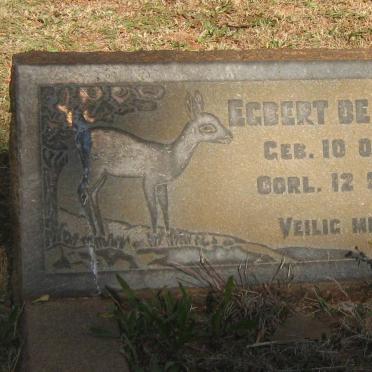 EGBERT DE
GEB. 10
OORL. 12
VEILIG